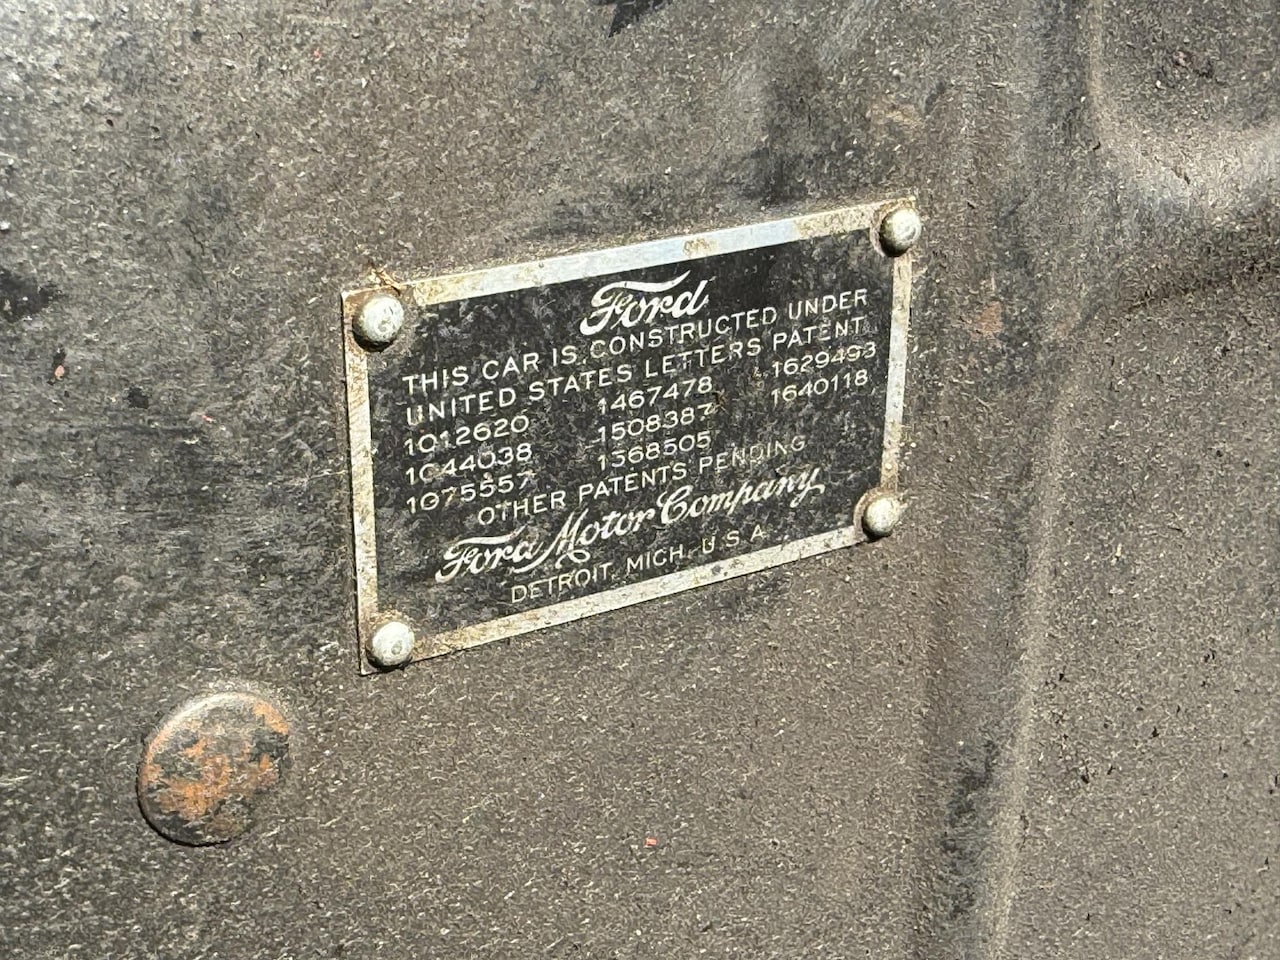 Ford
THIS CAR IS CONSTRUCTED UNDER
UNITED STATES LETTERS PATENT
1012620 1467478 1629493
1044038 1508387 1640118
1075557 1568505
OTHER PATENTS PENDING
Ford Motor Company
DETROIT, MICH. U.S.A.